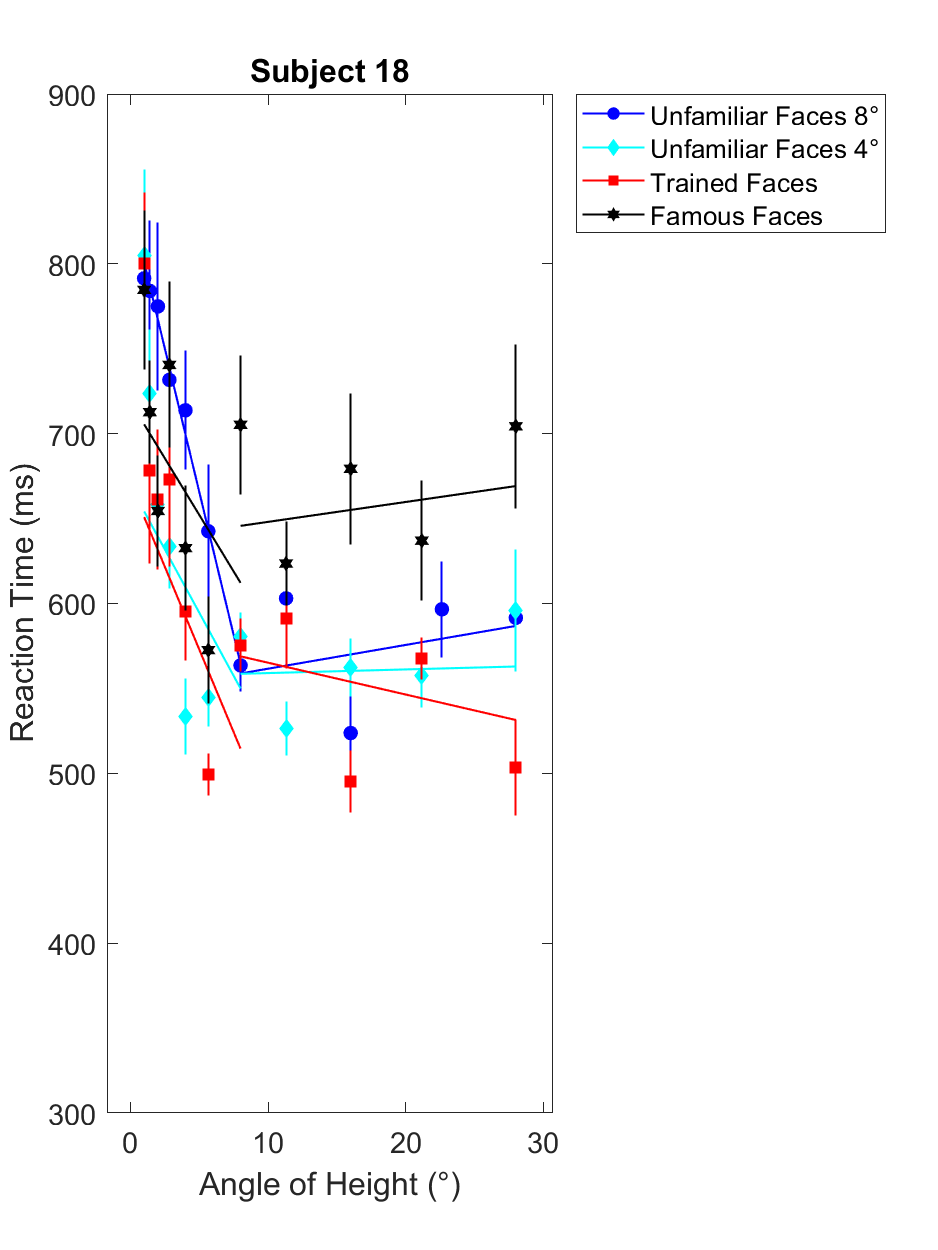 Subject 18
900
800
700
600
500
400
300
0 10 20 30
Reaction Time (ms)
Angle of Height (°)
Unfamiliar Faces 8°
Unfamiliar Faces 4°
Trained Faces
Famous Faces